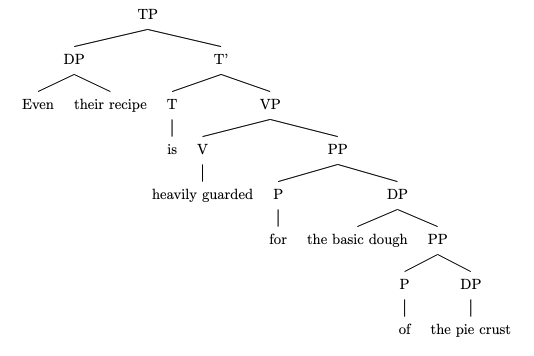 TP
DP T’
Even their recipe T VP
is V PP
heavily guarded P DP
for the basic dough PP
P DP
of the pie crust